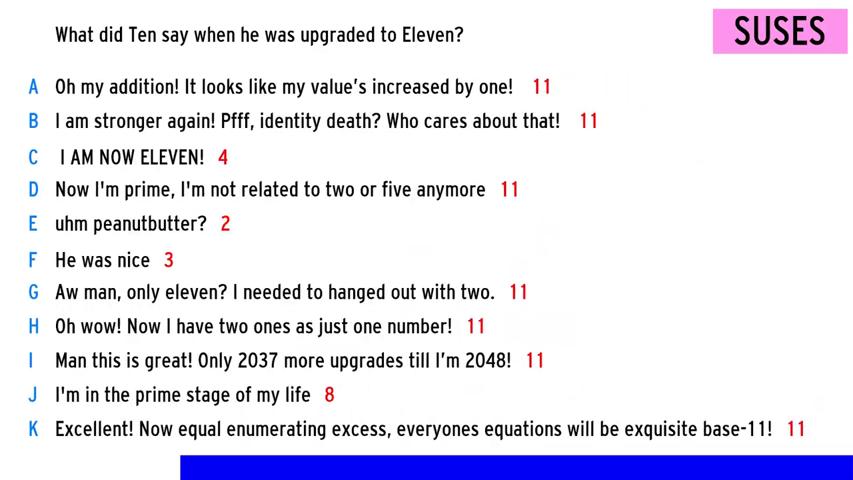 What did Ten say when he was upgraded to Eleven?
SUSES
A Oh my addition! It looks like my value's increased by one! 11
B I am stronger again! Pfff, identity death? Who cares about that! 11
C I AM NOW ELEVEN! 4
D Now I'm prime, I'm not related to two or five anymore 11
E uhm peanutbutter? 2
F He was nice 3
G Aw man, only eleven? I needed to hanged out with two. 11
H Oh wow! Now I have two ones as just one number! 11
I Man this is great! Only 2037 more upgrades till I'm 2048! 11
J I'm in the prime stage of my life 8
K Excellent! Now equal enumerating excess, everyones equations will be exquisite base-11! 11